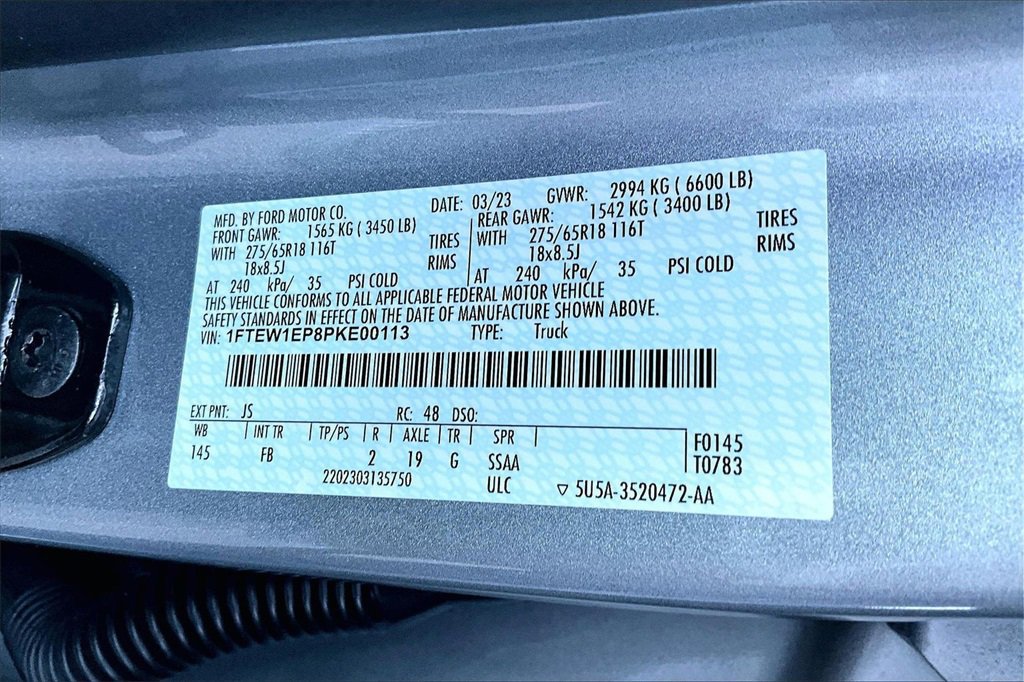 MFD. BY FORD MOTOR CO. DATE: 03/23 GVWR: 2994 KG ( 6600 LB)
FRONT GAWR: 1565 KG ( 3450 LB) REAR GAWR: 1542 KG ( 3400 LB)
WITH 275/65R18 116T TIRES WITH 275/65R18 116T TIRES
18x8.5J RIMS 18x8.5J RIMS
AT 240 kPa/ 35 PSI COLD AT 240 kPa/ 35 PSI COLD
THIS VEHICLE CONFORMS TO ALL APPLICABLE FEDERAL MOTOR VEHICLE
SAFETY STANDARDS IN EFFECT ON THE DATE OF MANUFACTURE SHOWN ABOVE.
VIN: 1FTEW1EP8PKE00113 TYPE: Truck
EXT PNT: JS RC: 48 DSO:
WB INT TR TP/PS R AXLE TR SPR F0145
145 FB 2 19 G SSAA T0783
2202303135750 ULC ▽ 5U5A-3520472-AA